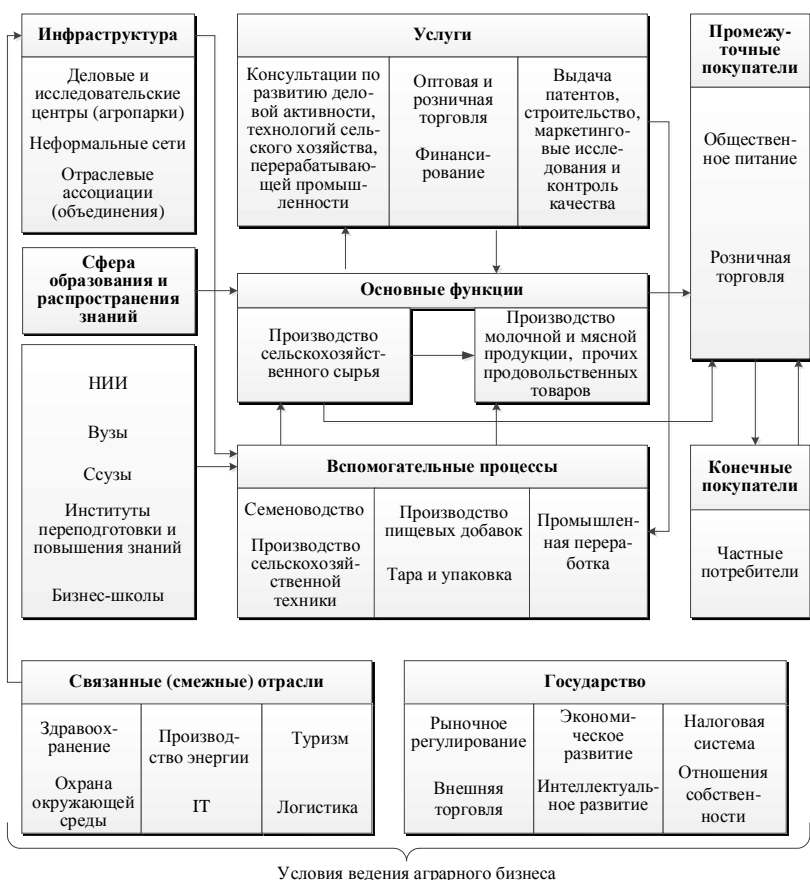 Инфраструктура
Деловые и
исследовательские
центры (агропарки)
Неформальные сети
Отраслевые
ассоциации
(объединения)
Услуги
Консультации по
развитию дело-
вой активности,
технологий сель-
ского хозяйства,
перерабатываю-
щей промыш-
ленности
Оптовая и
розничная
торговля
Финанси-
рование
Выдача
патентов,
строительство,
маркетинго-
вые иссле-
дования и
контроль
качества
Промежу-
точные
покупатели
Обществен-
ное питание
Розничная
торговля
Сфера
образования и
распространения
знаний
НИИ
Вузы
Ссузы
Институты
переподготовки и
повышения знаний
Бизнес-школы
Основные функции
Производство
сельскохозяйст-
венного сырья
Производство
молочной и мясной
продукции, прочих
продовольственных
товаров
Вспомогательные процессы
Семеноводство
Производство
сельскохозяй-
ственной
техники
Производство
пищевых добавок
Тара и упаковка
Промышлен-
ная перера-
ботка
Конечные
покупатели
Частные
потребители
Связанные (смежные) отрасли
Здравоох-
ранение
Охрана
окружающей
среды
Производ-
ство энергии
IT
Туризм
Логистика
Государство
Рыночное
регулирование
Внешняя
торговля
Экономи-
ческое
развитие
Интеллектуаль-
ное развитие
Налоговая
система
Отношения
собствен-
ности
Условия ведения аграрного бизнеса